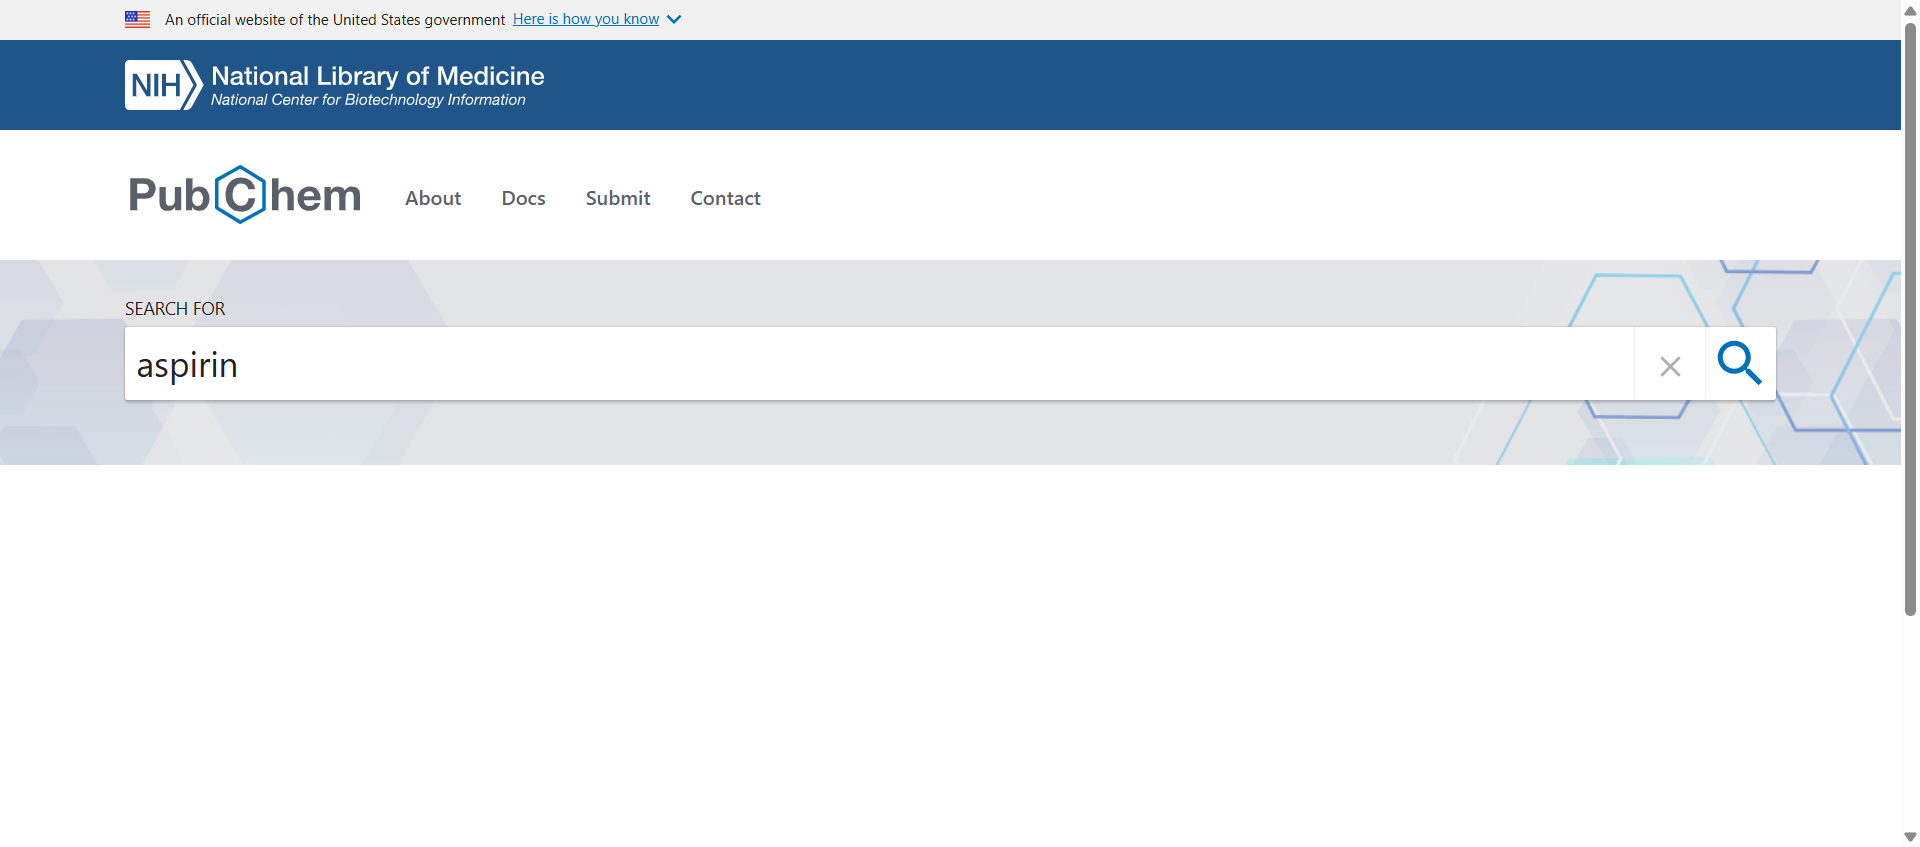 An official website of the United States government Here is how you know
NIH National Library of Medicine
National Center for Biotechnology Information
PubChem About Docs Submit Contact
SEARCH FOR
aspirin